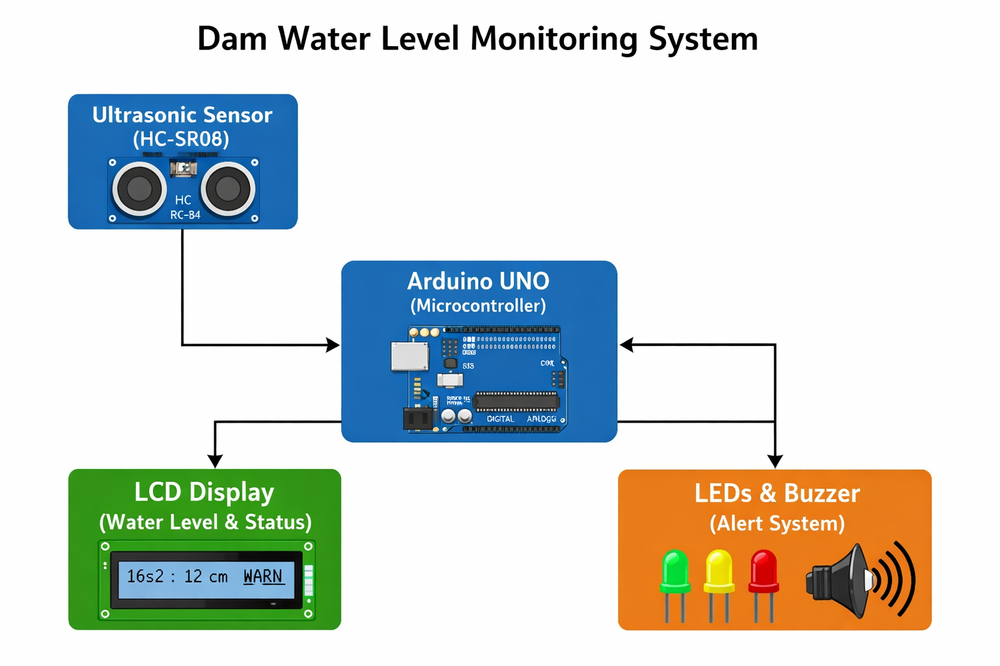 Dam Water Level Monitoring System
Ultrasonic Sensor
(HC-SR08)
HC
RC-84
Arduino UNO
(Microcontroller)
DIGITAL
LCD Display
(Water Level & Status)
16s2 : 12 cm WARN
LEDs & Buzzer
(Alert System)